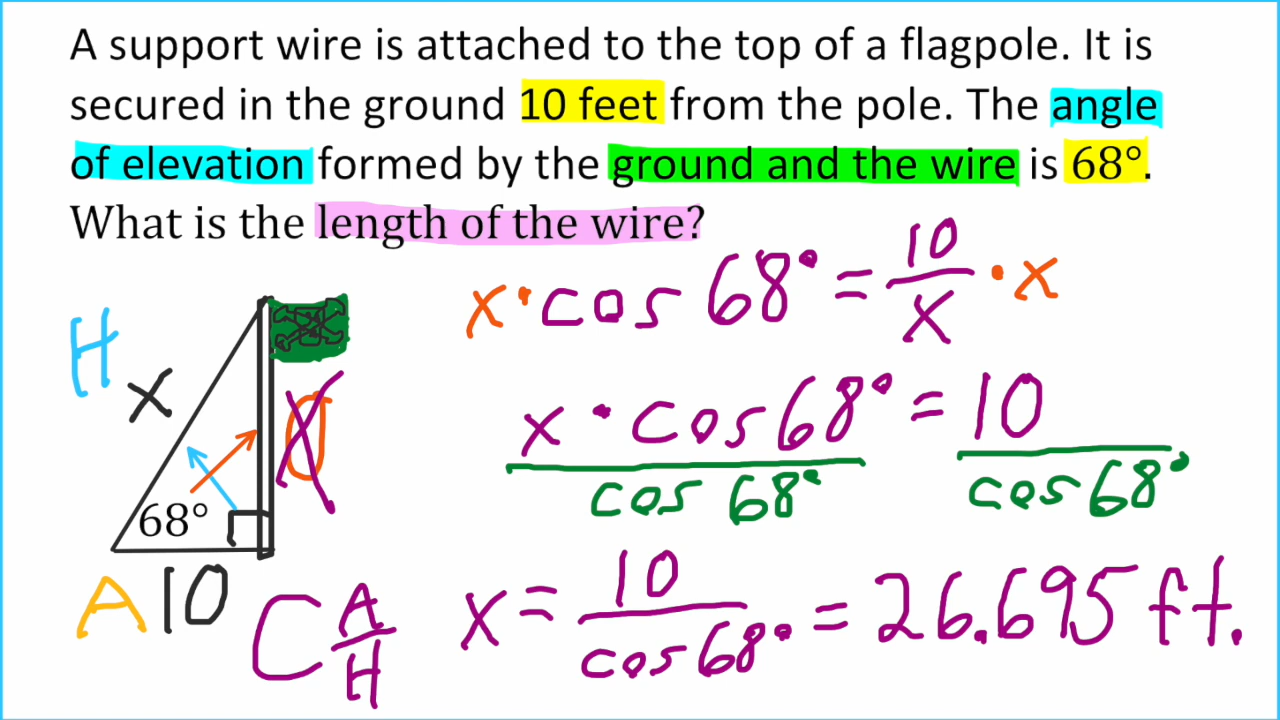 A support wire is attached to the top of a flagpole. It is
secured in the ground 10 feet from the pole. The angle
of elevation formed by the ground and the wire is 68°.
What is the length of the wire?
x · cos 68° = 10/x · x
H
x
O
x · cos 68° = 10
cos 68° cos 68°
68°
A 10
C A/H
x = 10/cos 68° = 26.695 ft.